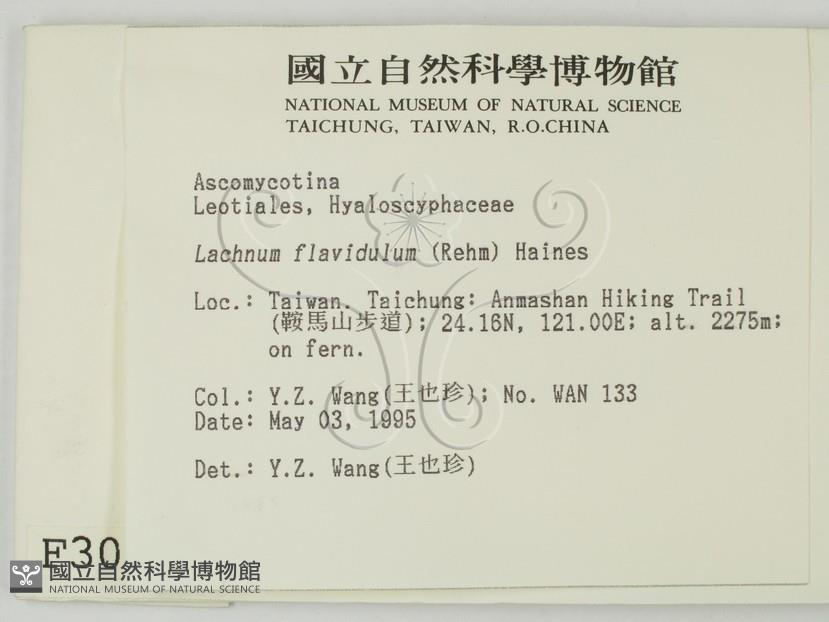 國立自然科學博物館
NATIONAL MUSEUM OF NATURAL SCIENCE
TAICHUNG, TAIWAN, R.O.CHINA
Ascomycotina
Leotiales, Hyaloscyphaceae
Lachnum flavidulum (Rehm) Haines
Loc.: Taiwan. Taichung: Anmashan Hiking Trail
(鞍馬山步道); 24.16N, 121.00E; alt. 2275m;
on fern.
Col.: Y.Z. Wang(王也珍); No. WAN 133
Date: May 03, 1995
Det.: Y.Z. Wang(王也珍)
國立自然科學博物館
NATIONAL MUSEUM OF NATURAL SCIENCE